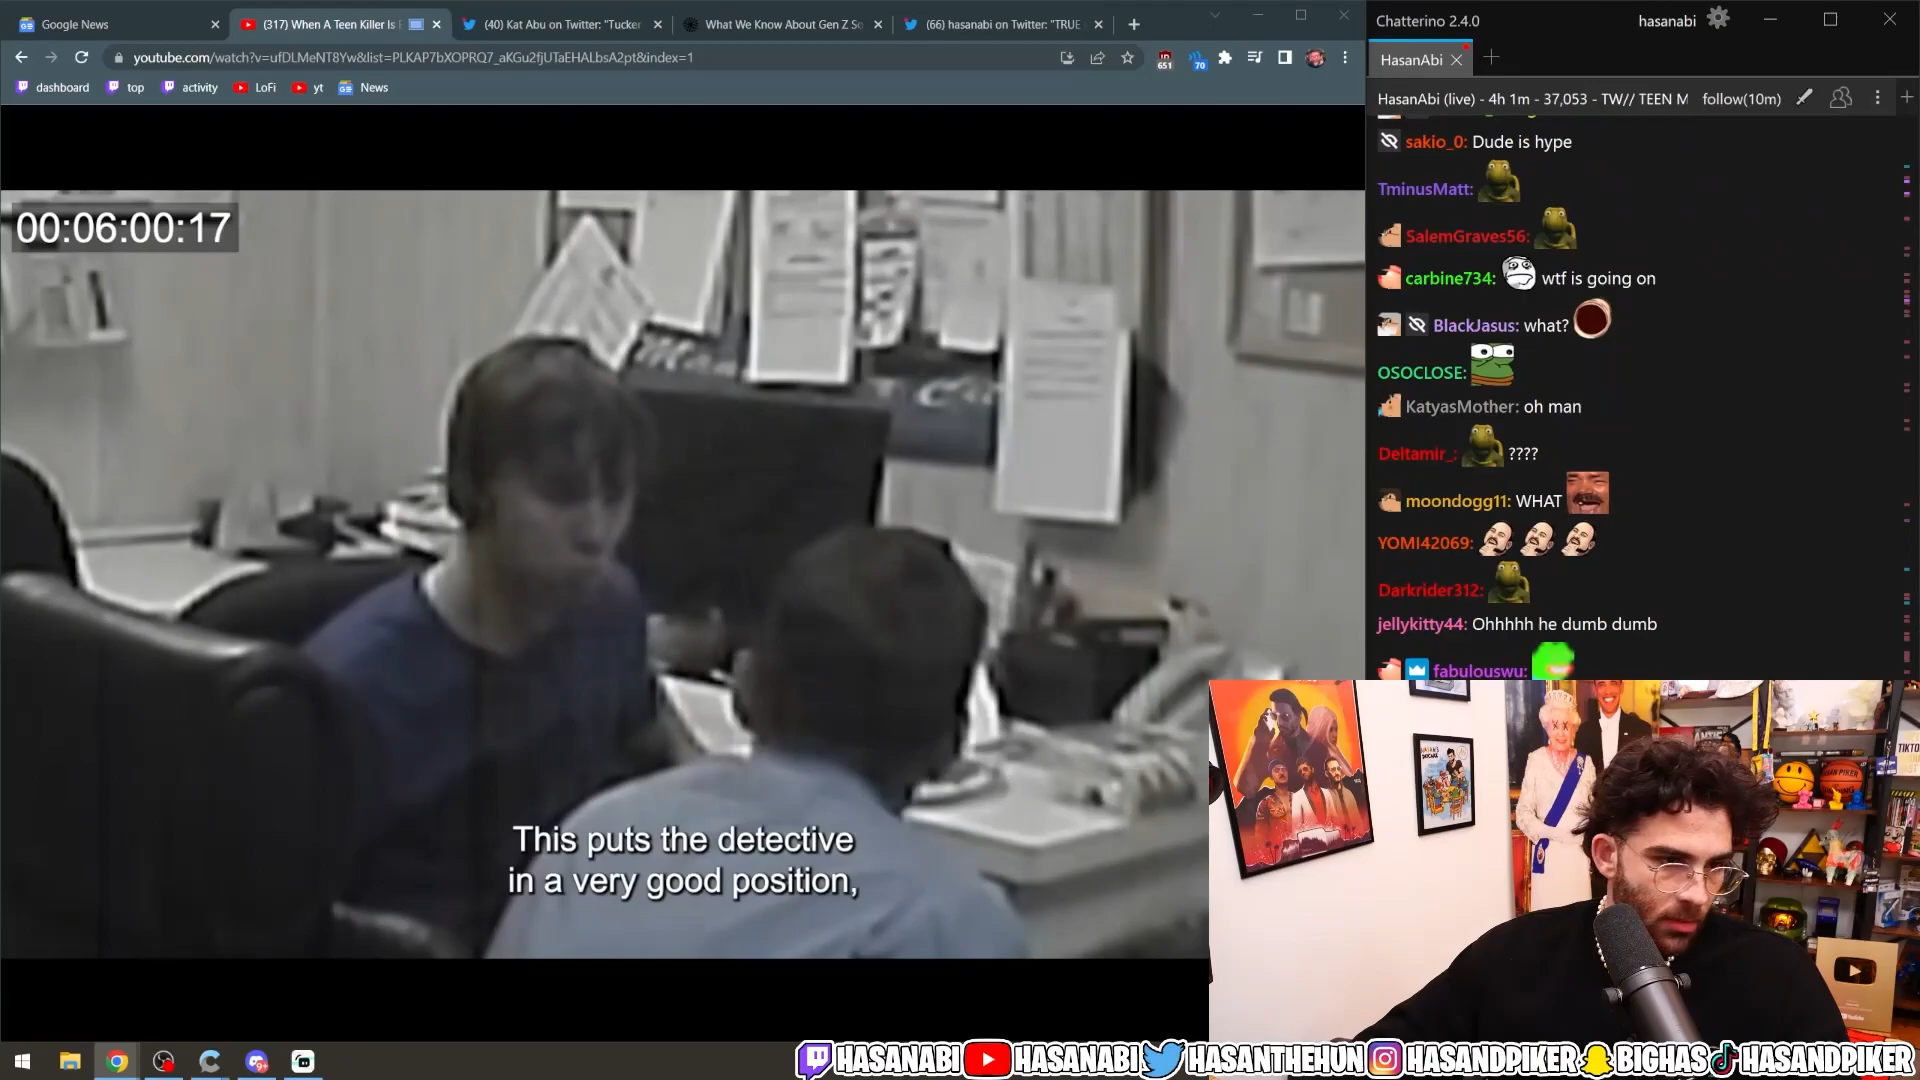 Google News
(317) When A Teen Killer Is
(40) Kat Abu on Twitter: "Tucker
What We Know About Gen Z So
(66) hasanabi on Twitter: "TRUE
Chatterino 2.4.0
hasanabi
youtube.com/watch?v=ufDLMeNT8Yw&list=PLKAP7bXOPRQ7_aKGu2fjUTaEHALbsA2pt&index=1
651
70
HasanAbi
dashboard
top
activity
LoFi
yt
News
HasanAbi (live) - 4h 1m - 37,053 - TW// TEEN M
follow(10m)
sakio_0: Dude is hype
TminusMatt:
SalemGraves56:
carbine734: wtf is going on
BlackJasus: what?
OSOCLOSE:
KatyasMother: oh man
Deltamir_: ????
moondogg11: WHAT
YOMI42069:
Darkrider312:
jellykitty44: Ohhhhh he dumb dumb
fabulouswu:
00:06:00:17
This puts the detective
in a very good position,
HASANABI HASANABI HASANTHEHUN HASANDPIKER BIGHAS HASANDPIKER